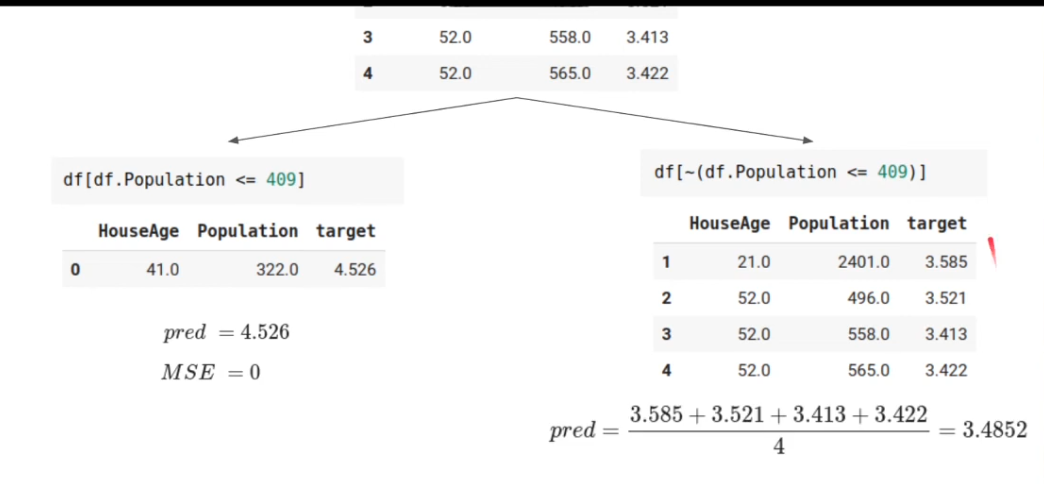 3 52.0 558.0 3.413
4 52.0 565.0 3.422
df[df.Population <= 409]
HouseAge Population target
0 41.0 322.0 4.526
pred = 4.526
MSE = 0
df[~(df.Population <= 409)]
HouseAge Population target
1 21.0 2401.0 3.585
2 52.0 496.0 3.521
3 52.0 558.0 3.413
4 52.0 565.0 3.422
pred = (3.585 + 3.521 + 3.413 + 3.422) / 4 = 3.4852